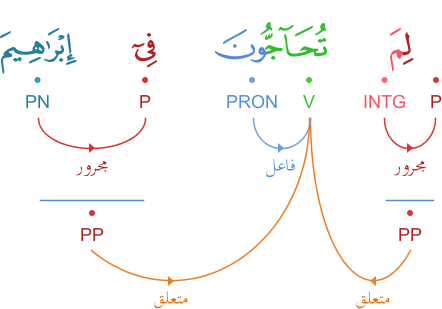 لِمَ تُحَآجُّونَ فِىٓ إِبْرَٰهِيمَ
P INTG V PRON P PN
مجرور فاعل مجرور
PP PP
متعلق متعلق